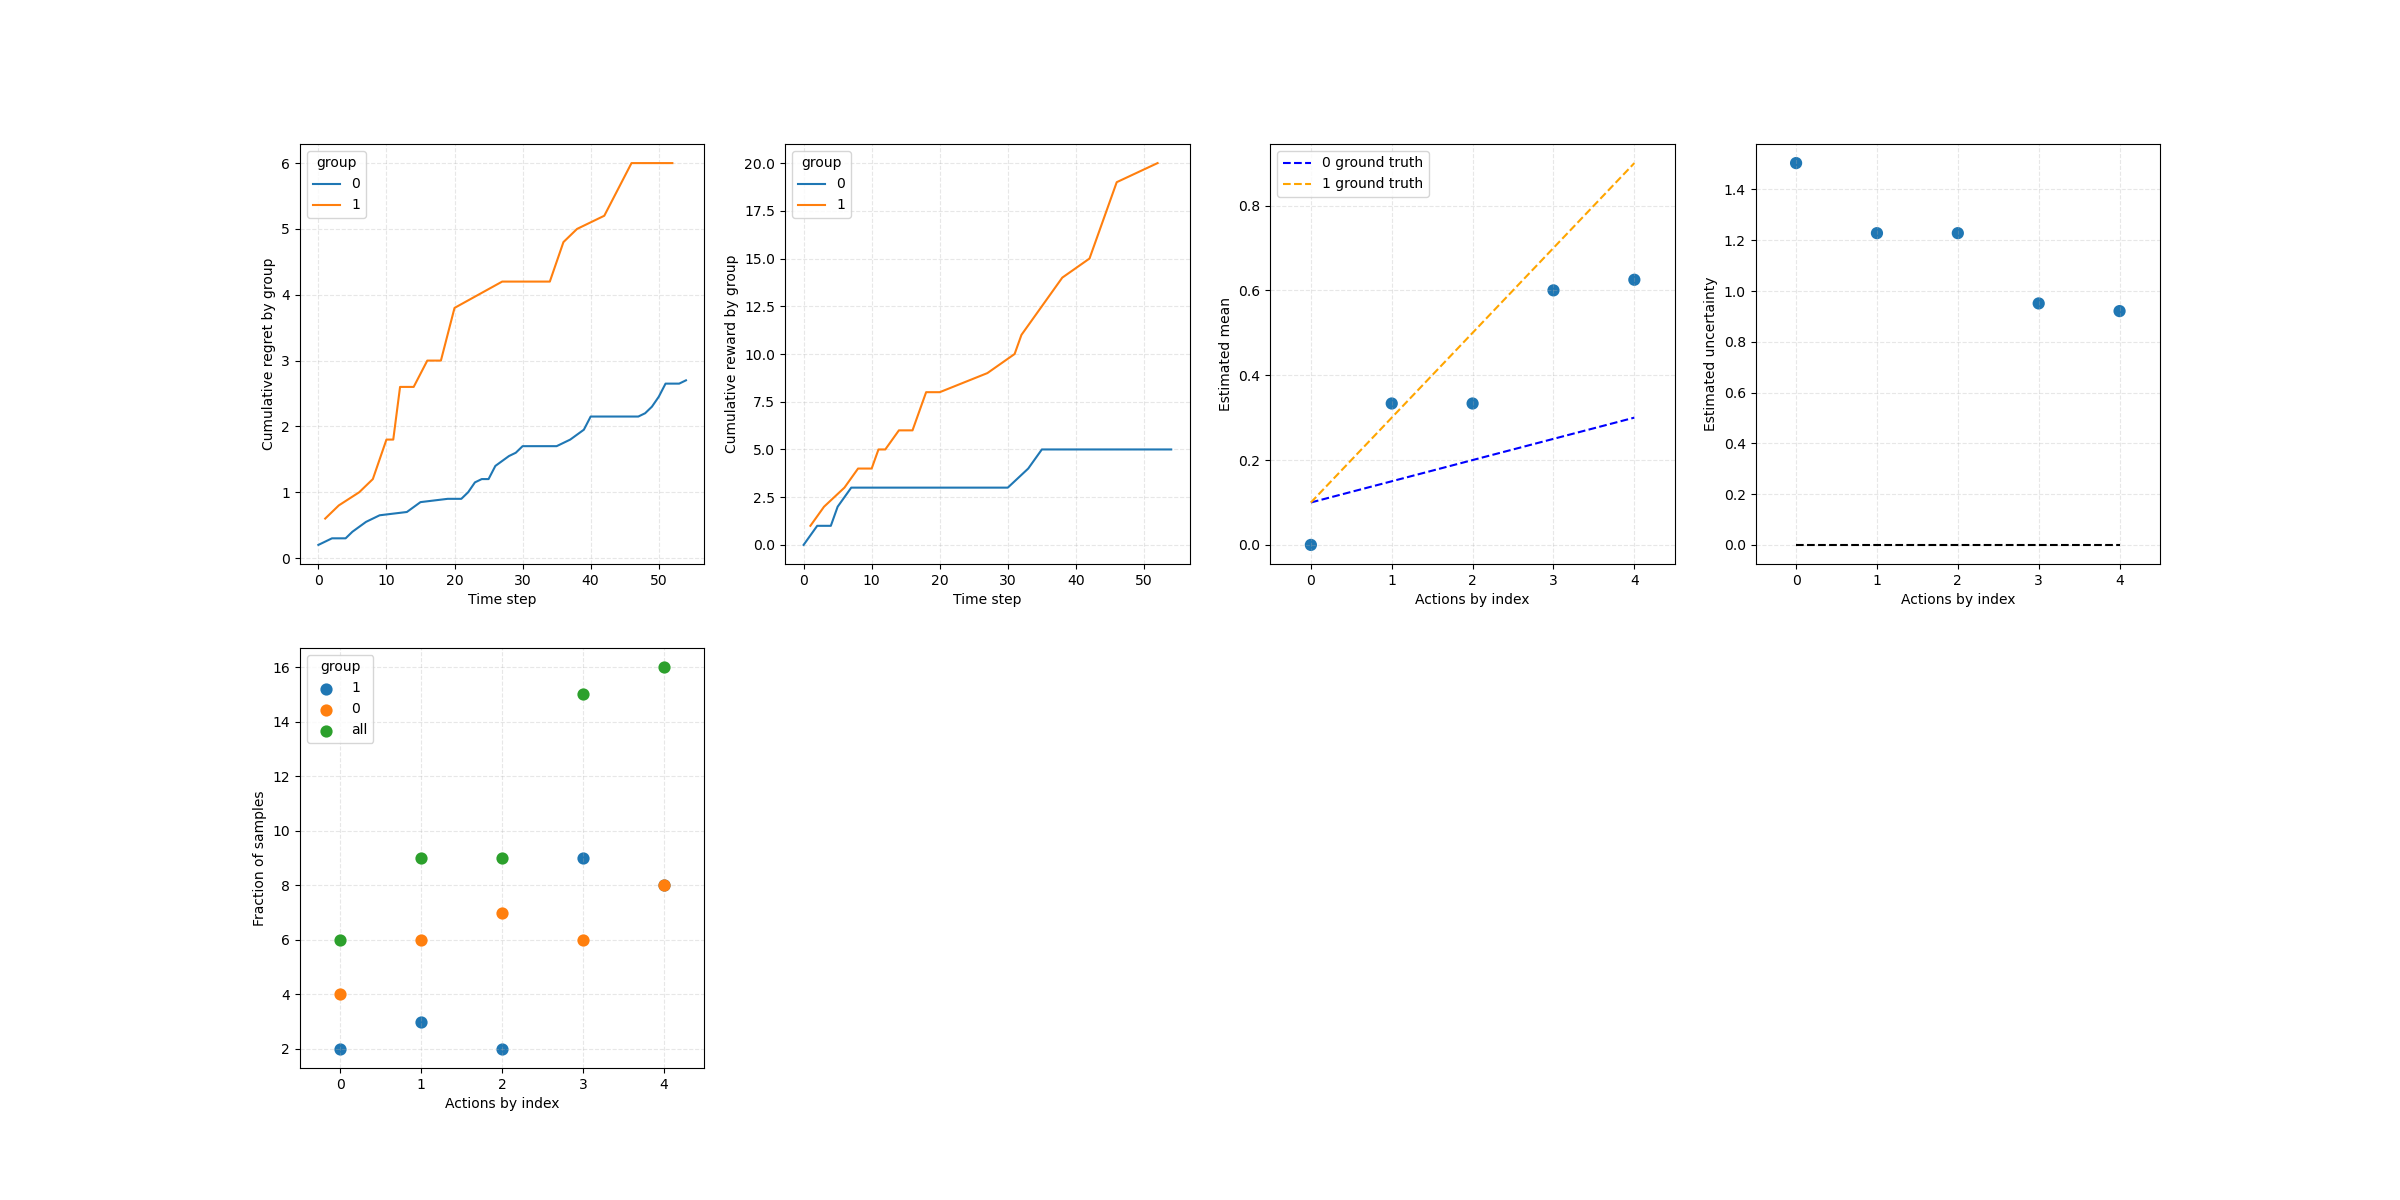 group
0
1
Cumulative regret by group
0
1
2
3
4
5
6
0 10 20 30 40 50
Time step
group
0
1
Cumulative reward by group
0.0
2.5
5.0
7.5
10.0
12.5
15.0
17.5
20.0
0 10 20 30 40 50
Time step
0 ground truth
1 ground truth
Estimated mean
0.0
0.2
0.4
0.6
0.8
0 1 2 3 4
Actions by index
Estimated uncertainty
0.0
0.2
0.4
0.6
0.8
1.0
1.2
1.4
0 1 2 3 4
Actions by index
group
1
0
all
Fraction of samples
2
4
6
8
10
12
14
16
0 1 2 3 4
Actions by index